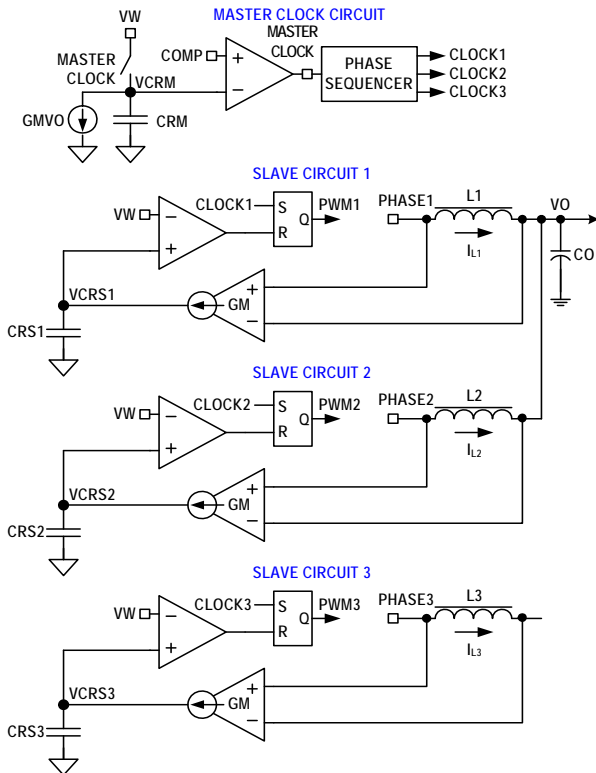 MASTER CLOCK CIRCUIT
VW
MASTER
CLOCK
COMP
+
−
MASTER
CLOCK
VCRM
GMVO
CRM
PHASE
SEQUENCER
CLOCK1
CLOCK2
CLOCK3
SLAVE CIRCUIT 1
VW
−
+
CLOCK1
S
R
Q
PWM1
PHASE1
L1
IL1
VO
CO
VCRS1
GM
+
−
CRS1
SLAVE CIRCUIT 2
VW
−
+
CLOCK2
S
R
Q
PWM2
PHASE2
L2
IL2
VCRS2
GM
+
−
CRS2
SLAVE CIRCUIT 3
VW
−
+
CLOCK3
S
R
Q
PWM3
PHASE3
L3
IL3
VCRS3
GM
+
−
CRS3